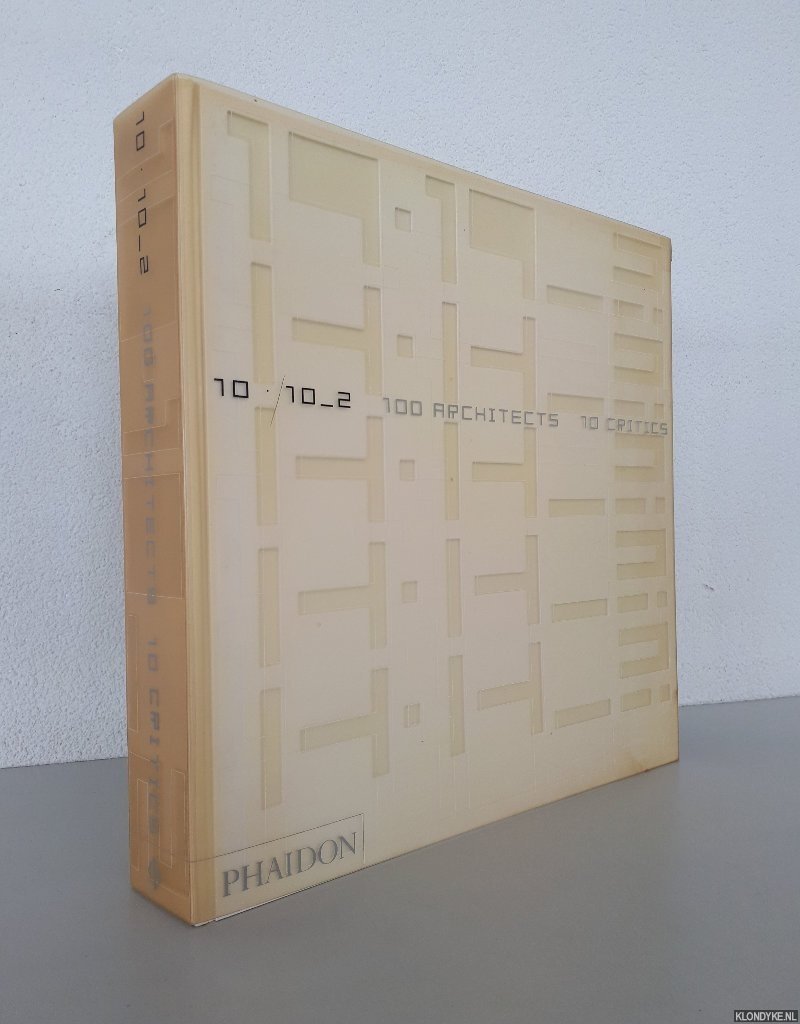 10 · 10_2 100 ARCHITECTS 10 CRITICS
10 · 10_2 100 ARCHITECTS 10 CRITICS
PHAIDON
KLONDYKE.NL